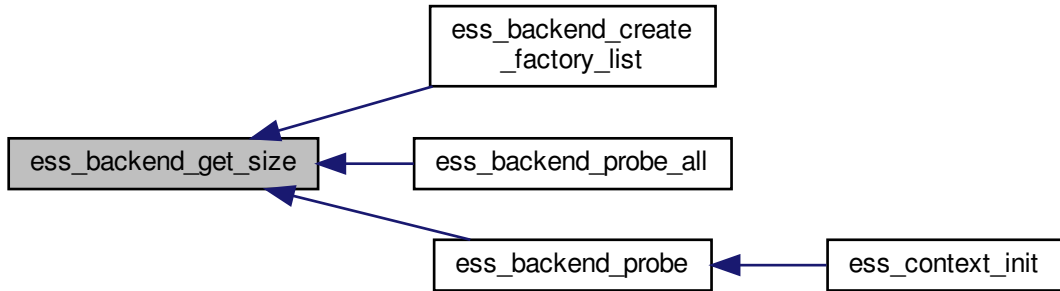 ess_backend_create
_factory_list
ess_backend_get_size
ess_backend_probe_all
ess_backend_probe
ess_context_init